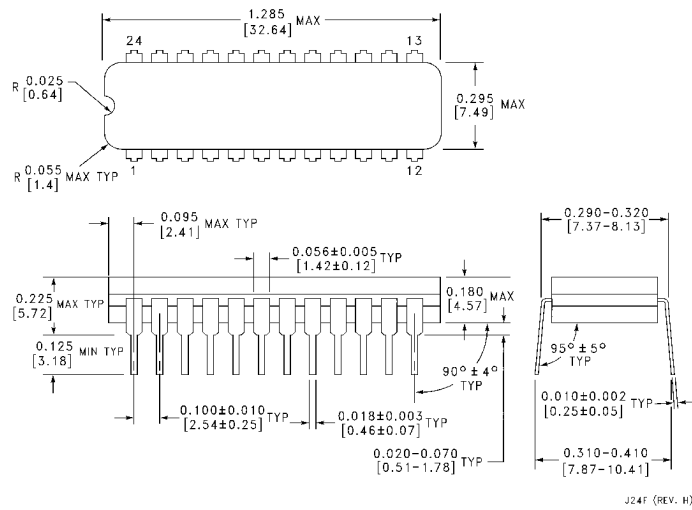 1.285 MAX
[32.64]
24
13
R 0.025
[0.64]
0.295 MAX
[7.49]
R 0.055 MAX TYP
[1.4]
1
12
0.095 MAX TYP
[2.41]
0.056±0.005 TYP
[1.42±0.12]
0.290-0.320
[7.37-8.13]
0.225 MAX TYP
[5.72]
0.180 MAX
[4.57]
0.125 MIN TYP
[3.18]
90° ± 4°
TYP
95° ± 5°
TYP
0.100±0.010 TYP
[2.54±0.25]
0.018±0.003 TYP
[0.46±0.07]
0.010±0.002 TYP
[0.25±0.05]
0.020-0.070 TYP
[0.51-1.78]
0.310-0.410
[7.87-10.41]
J24F (REV. H)